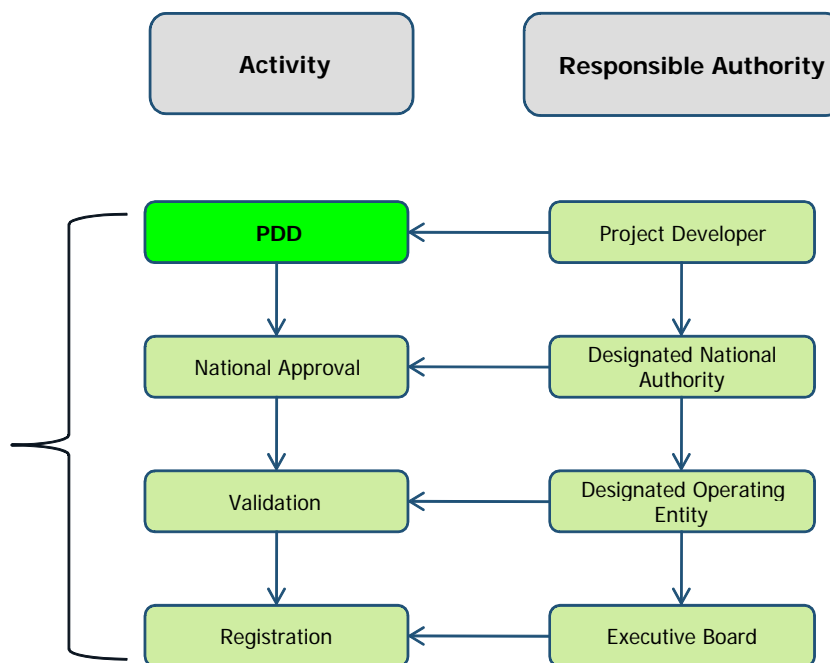 Activity
Responsible Authority
PDD
Project Developer
National Approval
Designated National
Authority
Validation
Designated Operating
Entity
Registration
Executive Board